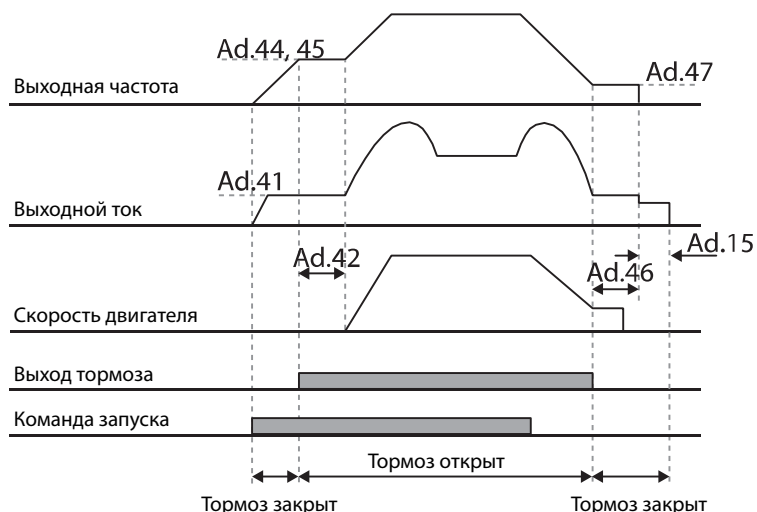 Ad.44, 45
Ad.47
Выходная частота
Ad.41
Выходной ток
Ad.42
Ad.15
Ad.46
Скорость двигателя
Выход тормоза
Команда запуска
Тормоз открыт
Тормоз закрыт
Тормоз закрыт